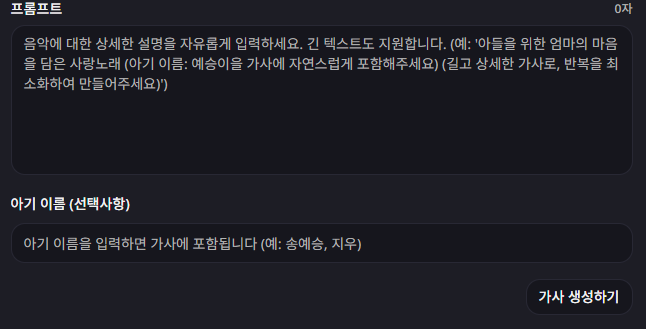 프롬프트
0자
음악에 대한 상세한 설명을 자유롭게 입력하세요. 긴 텍스트도 지원합니다. (예: '아들을 위한 엄마의 마음
을 담은 사랑노래 (아기 이름: 예승이을 가사에 자연스럽게 포함해주세요) (길고 상세한 가사로, 반복을 최
소화하여 만들어주세요)')
아기 이름 (선택사항)
아기 이름을 입력하면 가사에 포함됩니다 (예: 송예승, 지우)
가사 생성하기